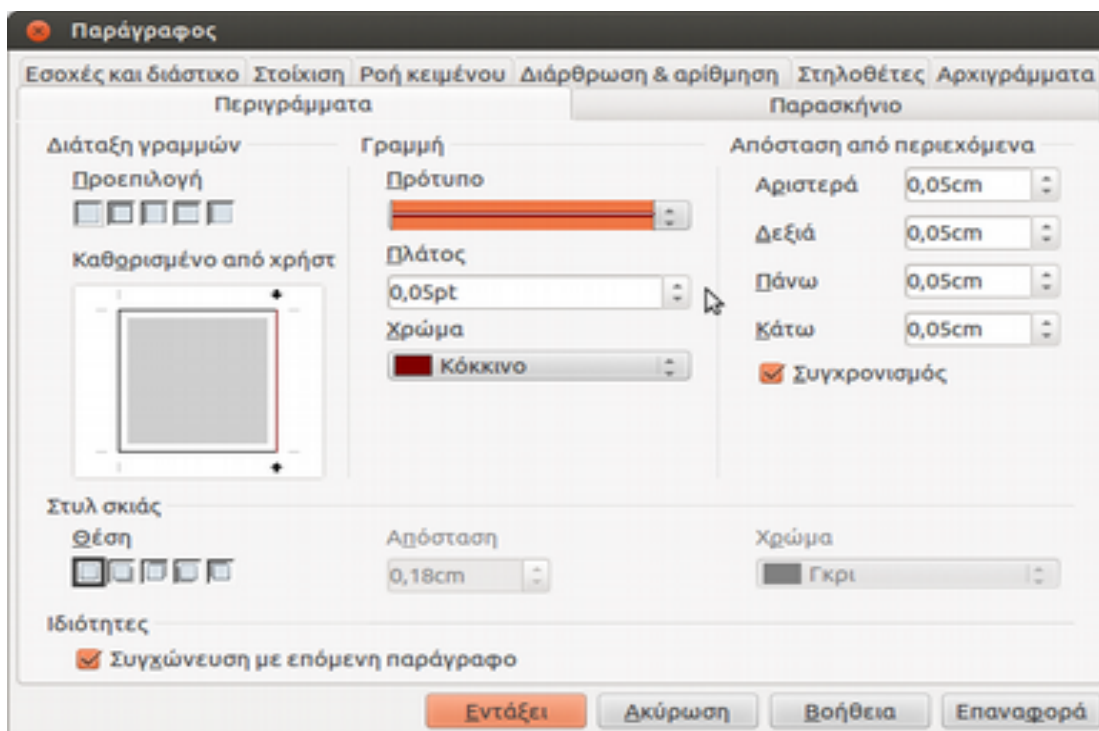 Παράγραφος
Εσοχές και διάστιχο Στοίχιση Ροή κειμένου Διάρθρωση & αρίθμηση Στηλοθέτες Αρχιγράμματα
Περιγράμματα Παρασκήνιο
Διάταξη γραμμών
Προεπιλογή
Καθορισμένο από χρήστ
Γραμμή
Πρότυπο
Πλάτος
0,05pt
Χρώμα
Κόκκινο
Απόσταση από περιεχόμενα
Αριστερά 0,05cm
Δεξιά 0,05cm
Πάνω 0,05cm
Κάτω 0,05cm
Συγχρονισμός
Στυλ σκιάς
Θέση
Απόσταση
0,18cm
Χρώμα
Γκρι
Ιδιότητες
Συγχώνευση με επόμενη παράγραφο
Εντάξει Ακύρωση Βοήθεια Επαναφορά